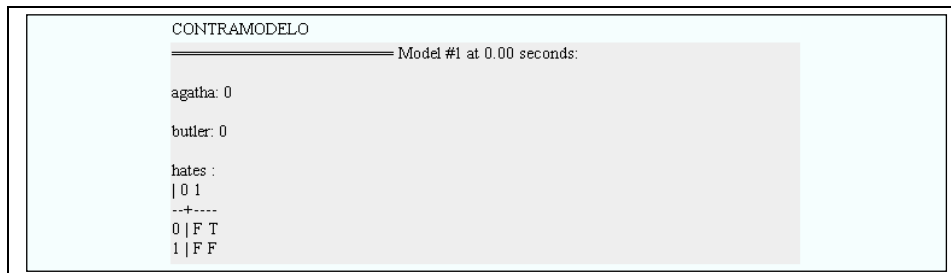 CONTRAMODELO
======================= Model #1 at 0.00 seconds:
agatha: 0
butler: 0
hates :
| 0 1
--+----
0 | F T
1 | F F